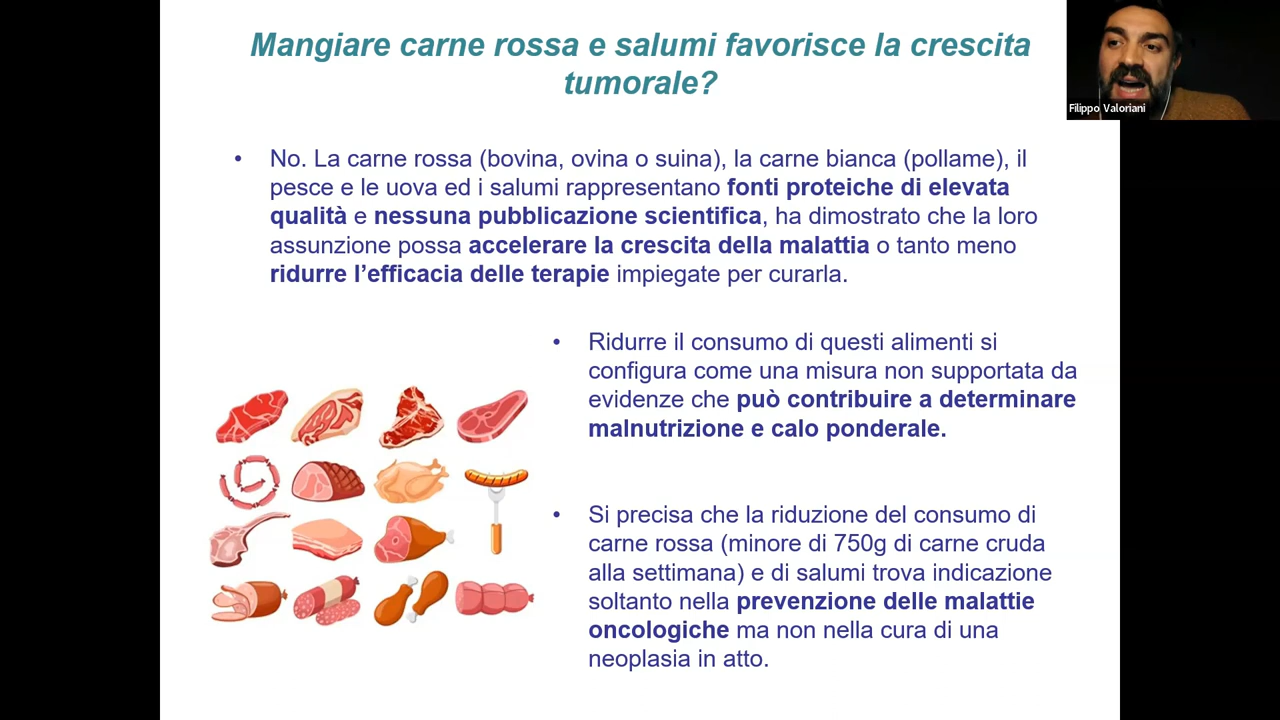 Mangiare carne rossa e salumi favorisce la crescita
tumorale?
Filippo Valoriani
• No. La carne rossa (bovina, ovina o suina), la carne bianca (pollame), il
pesce e le uova ed i salumi rappresentano fonti proteiche di elevata
qualità e nessuna pubblicazione scientifica, ha dimostrato che la loro
assunzione possa accelerare la crescita della malattia o tanto meno
ridurre l'efficacia delle terapie impiegate per curarla.
• Ridurre il consumo di questi alimenti si
configura come una misura non supportata da
evidenze che può contribuire a determinare
malnutrizione e calo ponderale.
• Si precisa che la riduzione del consumo di
carne rossa (minore di 750g di carne cruda
alla settimana) e di salumi trova indicazione
soltanto nella prevenzione delle malattie
oncologiche ma non nella cura di una
neoplasia in atto.